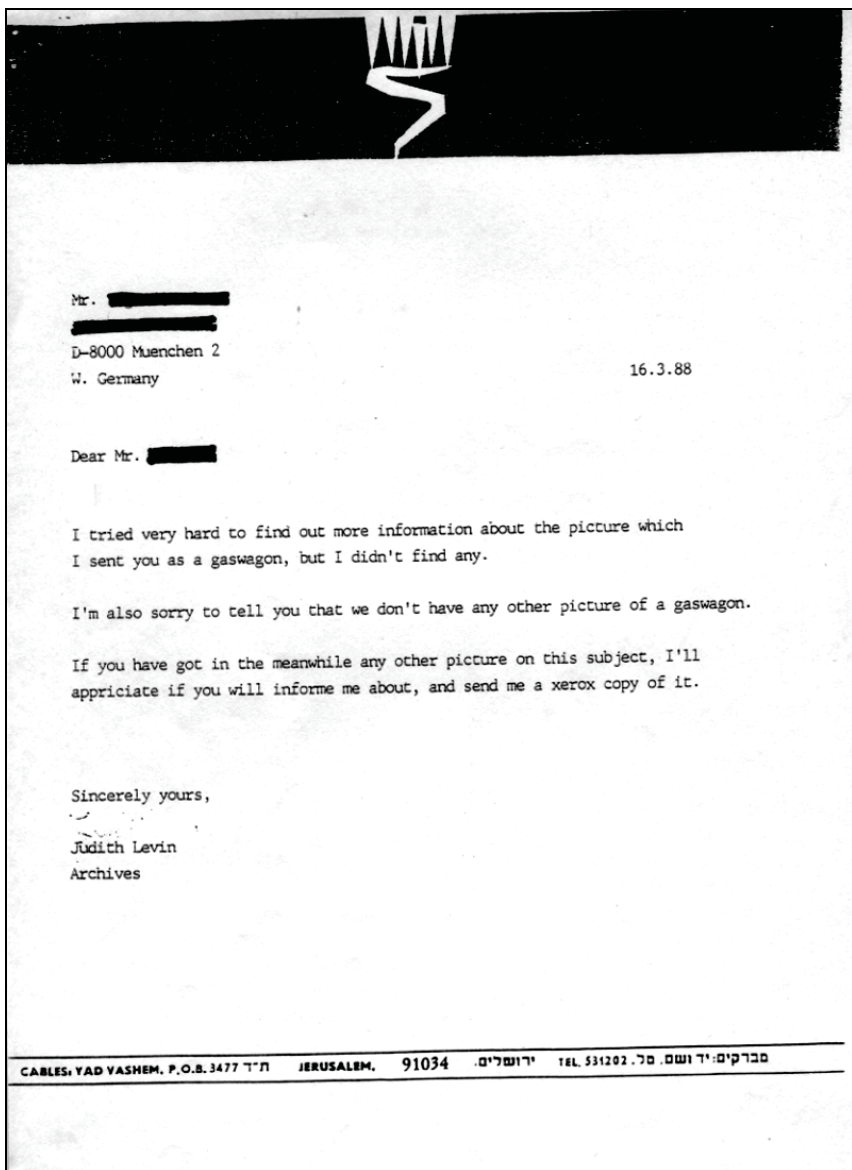 Mr.
D-8000 Muenchen 2
W. Germany
16.3.88
Dear Mr.
I tried very hard to find out more information about the picture which
I sent you as a gaswagon, but I didn't find any.
I'm also sorry to tell you that we don't have any other picture of a gaswagon.
If you have got in the meanwhile any other picture on this subject, I'll
appriciate if you will informe me about, and send me a xerox copy of it.
Sincerely yours,
Judith Levin
Archives
CABLES: YAD VASHEM, P.O.B. 3477 ת״ד JERUSALEM, 91034 ירושלים. TEL. 531202 .מברקים: יד ושם. טל